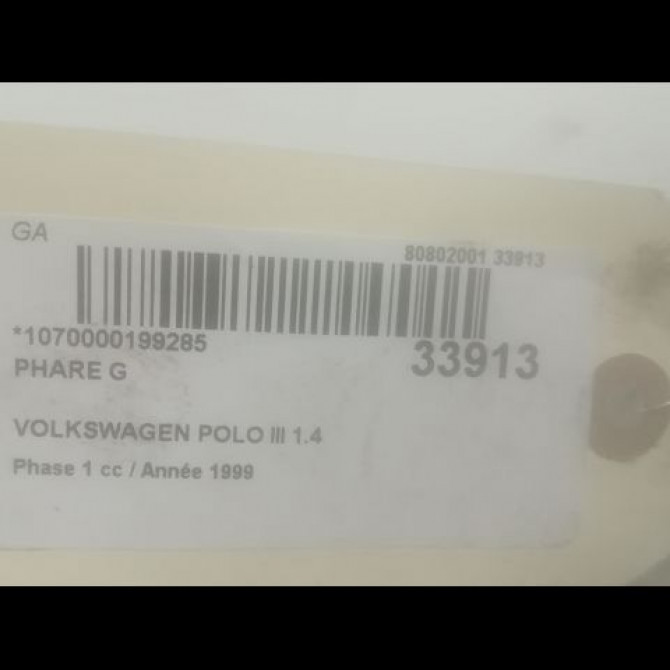 GA
80802001 33913
*1070000199285
33913
PHARE G
VOLKSWAGEN POLO III 1.4
Phase 1 cc / Année 1999